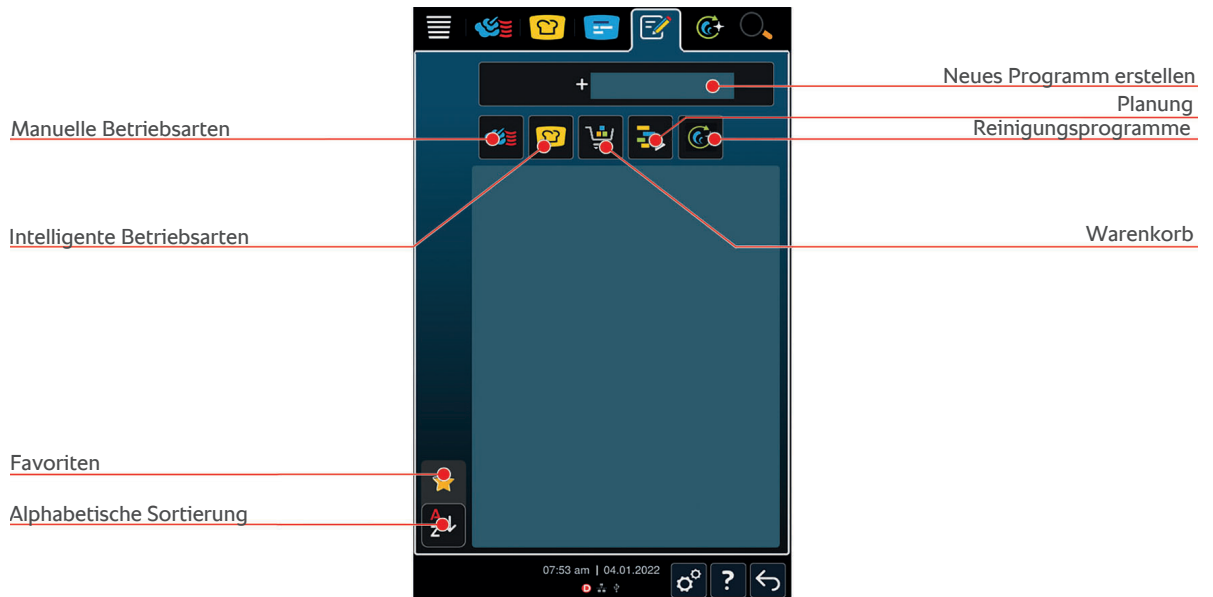 Neues Programm erstellen
Planung
Manuelle Betriebsarten
Reinigungsprogramme
Intelligente Betriebsarten
Warenkorb
Favoriten
Alphabetische Sortierung
+
A
Z
07:53 am | 04.01.2022
D
?